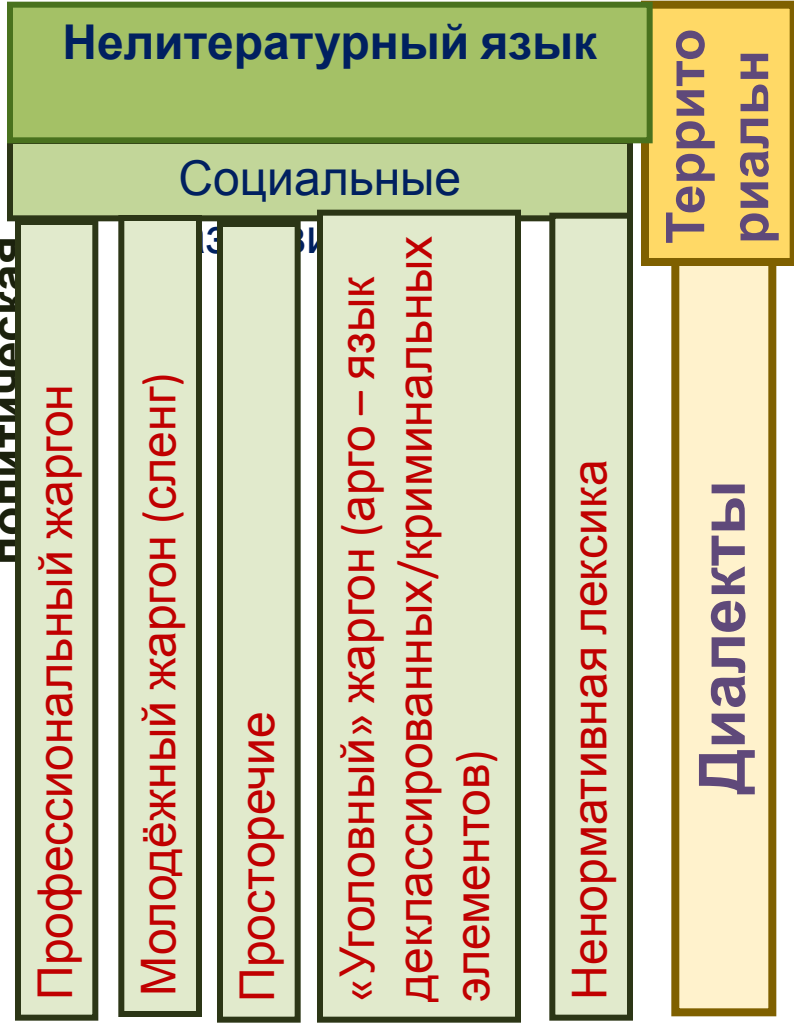 Нелитературный язык
Террито
риальн
Социальные
Профессиональный жаргон
Молодёжный жаргон (сленг)
Просторечие
«Уголовный» жаргон (арго – язык
деклассированных/криминальных
элементов)
Ненормативная лексика
Диалекты